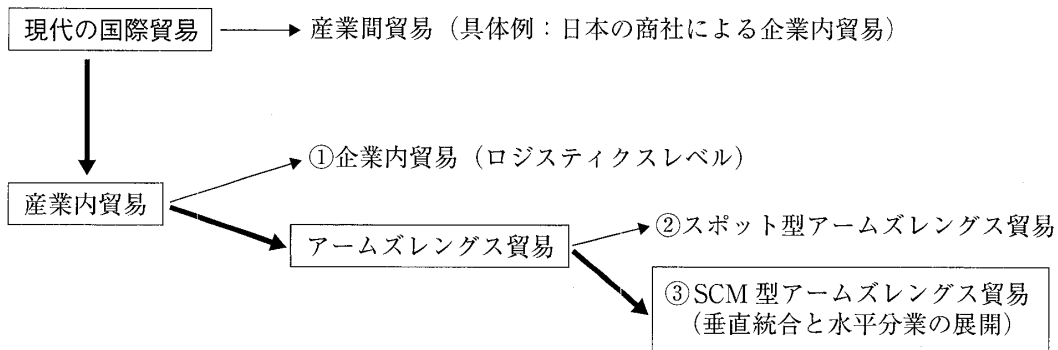 現代の国際貿易
産業間貿易（具体例：日本の商社による企業内貿易）
①企業内貿易（ロジスティクスレベル）
産業内貿易
②スポット型アームズレングス貿易
アームズレングス貿易
③SCM型アームズレングス貿易
（垂直統合と水平分業の展開）